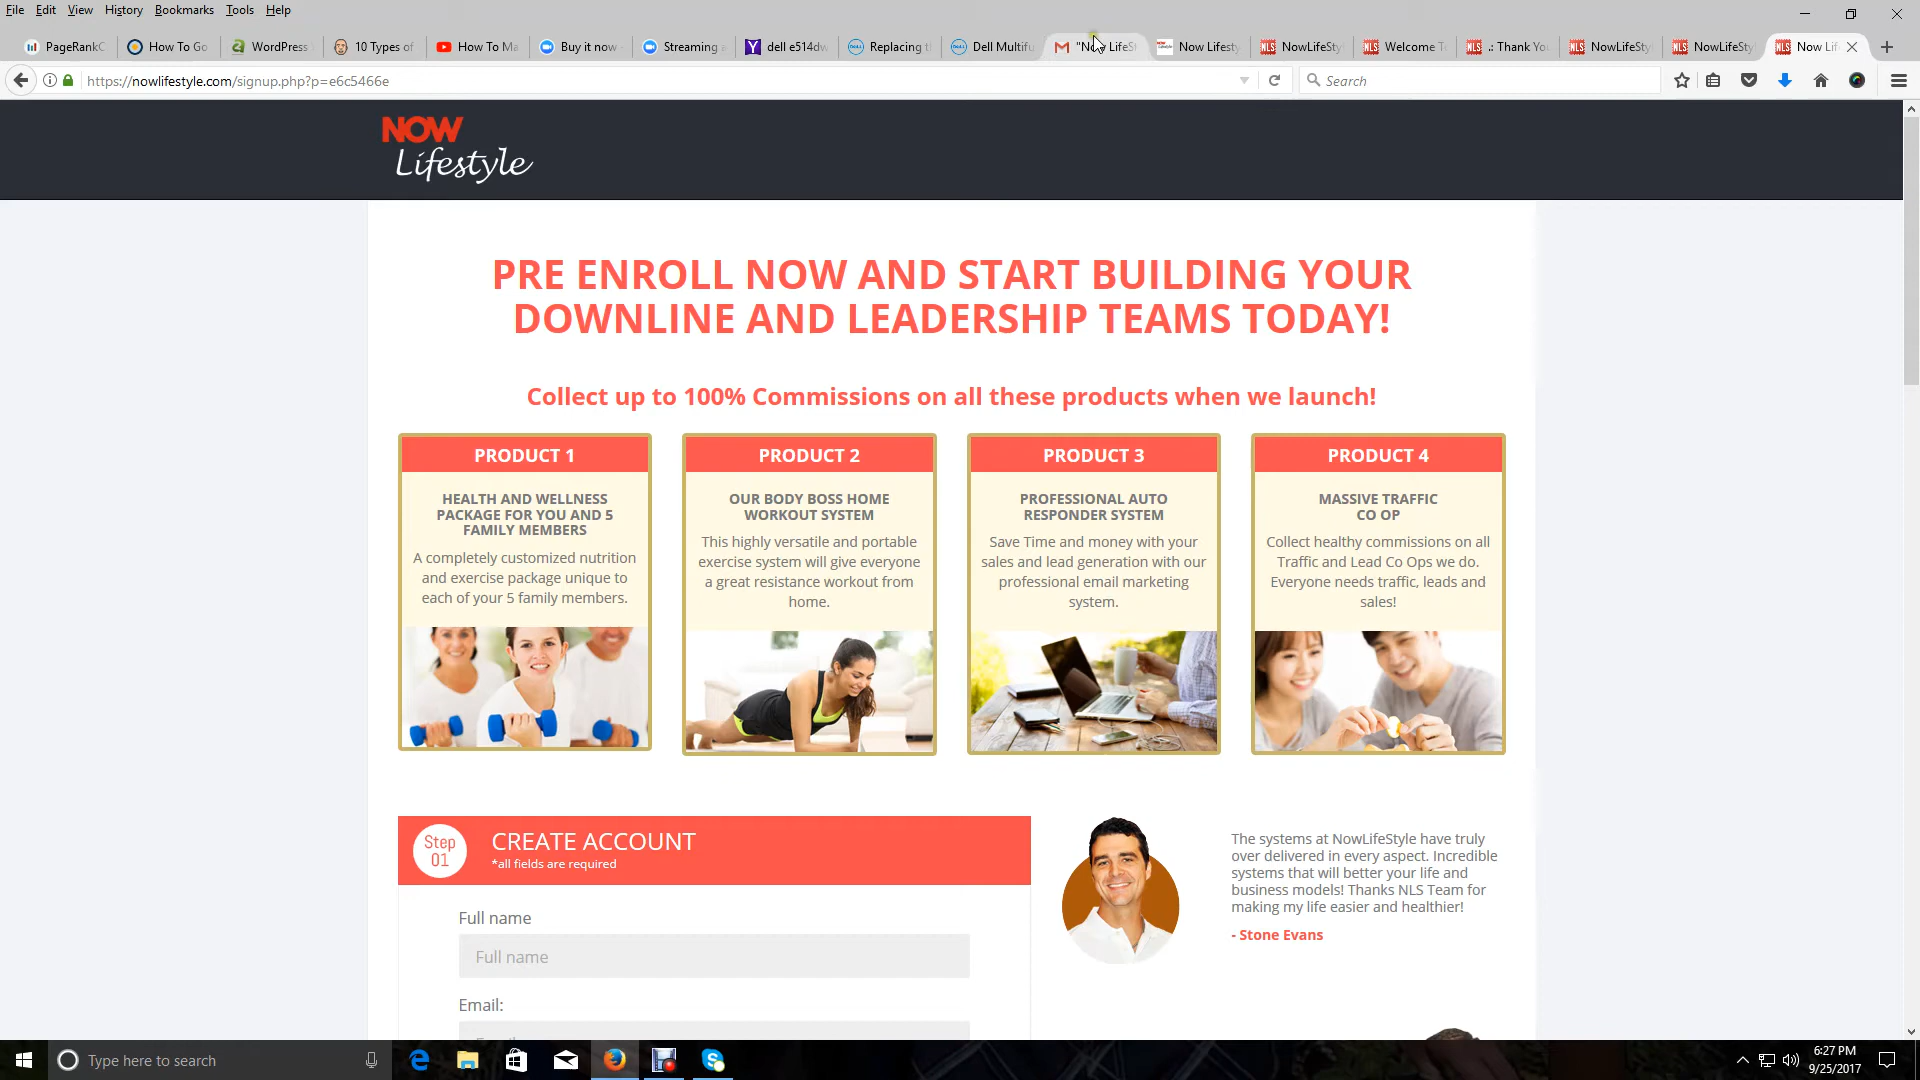 File Edit View History Bookmarks Tools Help
PageRankC How To Go WordPress 10 Types of How To Ma Buy it now Streaming a dell e514dw Replacing t Dell Multifu Now Lifesty NowLifeSty Welcome T .: Thank Yo NowLifeSty NowLifeSty Now Lif
https://nowlifestyle.com/signup.php?p=e6c5466e
Search
NOW
Lifestyle
PRE ENROLL NOW AND START BUILDING YOUR
DOWNLINE AND LEADERSHIP TEAMS TODAY!
Collect up to 100% Commissions on all these products when we launch!
PRODUCT 1
HEALTH AND WELLNESS
PACKAGE FOR YOU AND 5
FAMILY MEMBERS
A completely customized nutrition
and exercise package unique to
each of your 5 family members.
PRODUCT 2
OUR BODY BOSS HOME
WORKOUT SYSTEM
This highly versatile and portable
exercise system will give everyone
a great resistance workout from
home.
PRODUCT 3
PROFESSIONAL AUTO
RESPONDER SYSTEM
Save Time and money with your
sales and lead generation with our
professional email marketing
system.
PRODUCT 4
MASSIVE TRAFFIC
CO OP
Collect healthy commissions on all
Traffic and Lead Co Ops we do.
Everyone needs traffic, leads and
sales!
Step
01
CREATE ACCOUNT
*all fields are required
Full name
Full name
Email:
The systems at NowLifeStyle have truly
over delivered in every aspect. Incredible
systems that will better your life and
business models! Thanks NLS Team for
making my life easier and healthier!
- Stone Evans
Type here to search
6:27 PM
9/25/2017